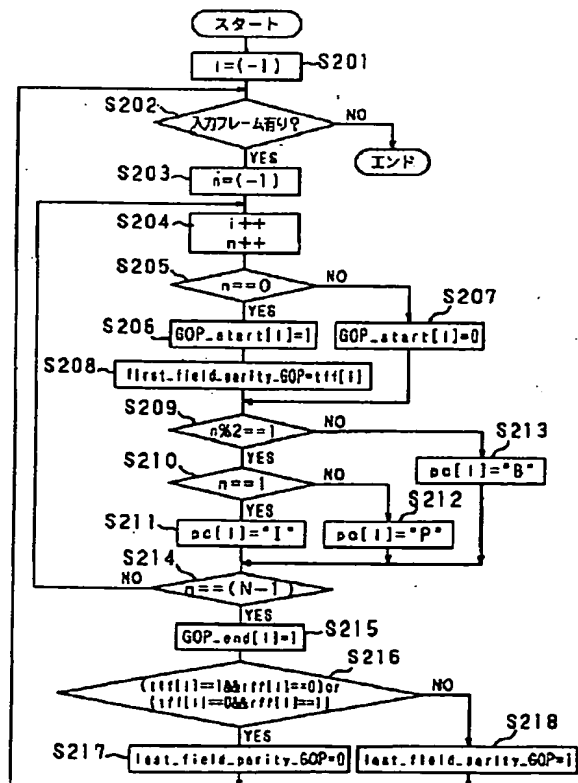 スタート
i=(-1)
S201
S202
入力フレーム有り?
NO
エンド
YES
S203
n=(-1)
S204
i++
n++
S205
n==0
NO
YES
S206
GOP_start[i]=1
S207
GOP_start[i]=0
S208
first_field_parity_GOP=tff[i]
S209
n%2==1
NO
YES
S213
pc[i]="B"
S210
n==1
NO
YES
S211
pc[i]="I"
S212
pc[i]="P"
S214
NO
n==(N-1)
YES
GOP_end[i]=1
S215
S216
(tff[i]==1&&rff[i]==0)or
(tff[i]==0&&rff[i]==1)
NO
YES
S217
last_field_parity_GOP=0
S218
last_field_parity_GOP=1